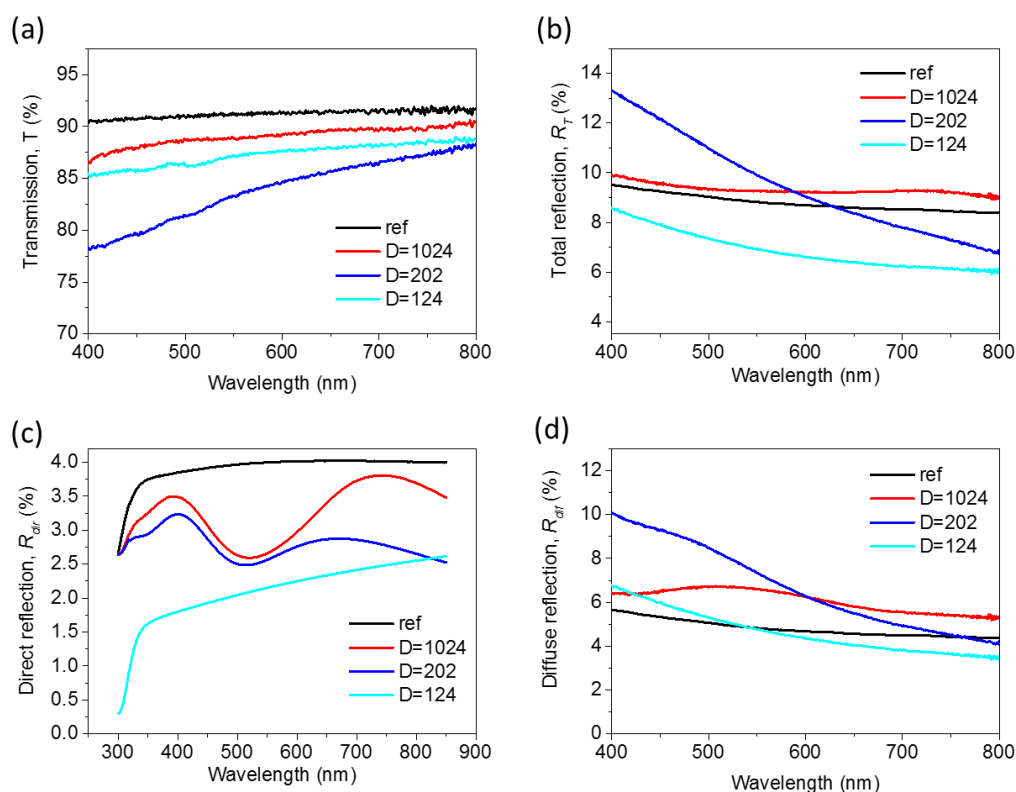 (a)
95
90
85
80
75
70
Transmission, T (%)
ref
D=1024
D=202
D=124
400 500 600 700 800
Wavelength (nm)
(b)
14
12
10
8
6
4
Total reflection, R_T (%)
ref
D=1024
D=202
D=124
400 500 600 700 800
Wavelength (nm)
(c)
4.0
3.5
3.0
2.5
2.0
1.5
1.0
0.5
0.0
Direct reflection, R_dir (%)
ref
D=1024
D=202
D=124
300 400 500 600 700 800 900
Wavelength (nm)
(d)
12
10
8
6
4
2
0
Diffuse reflection, R_dif (%)
ref
D=1024
D=202
D=124
400 500 600 700 800
Wavelength (nm)